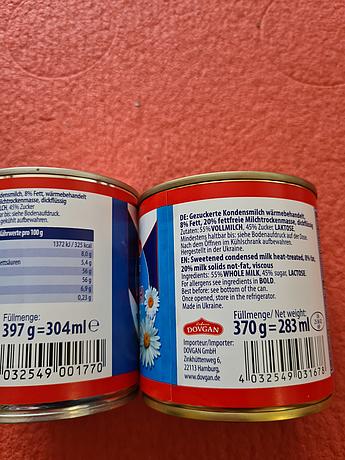 densmilch, 8% Fett, wärmebehandelt
Milchtrockenmasse, dickflüssig
LCH, 45% Zucker
siehe Bodenaufdruck.
gekühlt aufbewahren.
hrwerte pro 100 g
1372 kJ / 325 kcal
8,0 g
ettsäuren 5,4 g
56 g
56 g
6,9 g
0,23 g
Füllmenge:
397 g = 304 ml ℮
032549 001770
DE: Gezuckerte Kondensmilch wärmebehandelt,
8% Fett, 20% fettfreie Milchtrockenmasse, dickflüssig
Zutaten: 55% VOLLMILCH, 45% Zucker. LACTOSE.
Mindestens haltbar bis: siehe Bodenaufdruck auf der Dose.
Nach dem Öffnen im Kühlschrank aufbewahren.
Hergestellt in der Ukraine.
EN: Sweetened condensed milk heat-treated, 8% fat,
20% milk solids not-fat, viscous
Ingredients: 55% WHOLE MILK, 45% sugar. LACTOSE.
For allergens see ingredients in BOLD.
Best before: see bottom of the can.
Once opened, store in the refrigerator.
Made in Ukraine.
DOVGAN
Importeur/Importer:
DOVGAN GmbH
Zinkhüttenweg 6,
22113 Hamburg,
www.dovgan.de
Füllmenge/ Net weight:
370 g = 283 ml
4 032549 031678